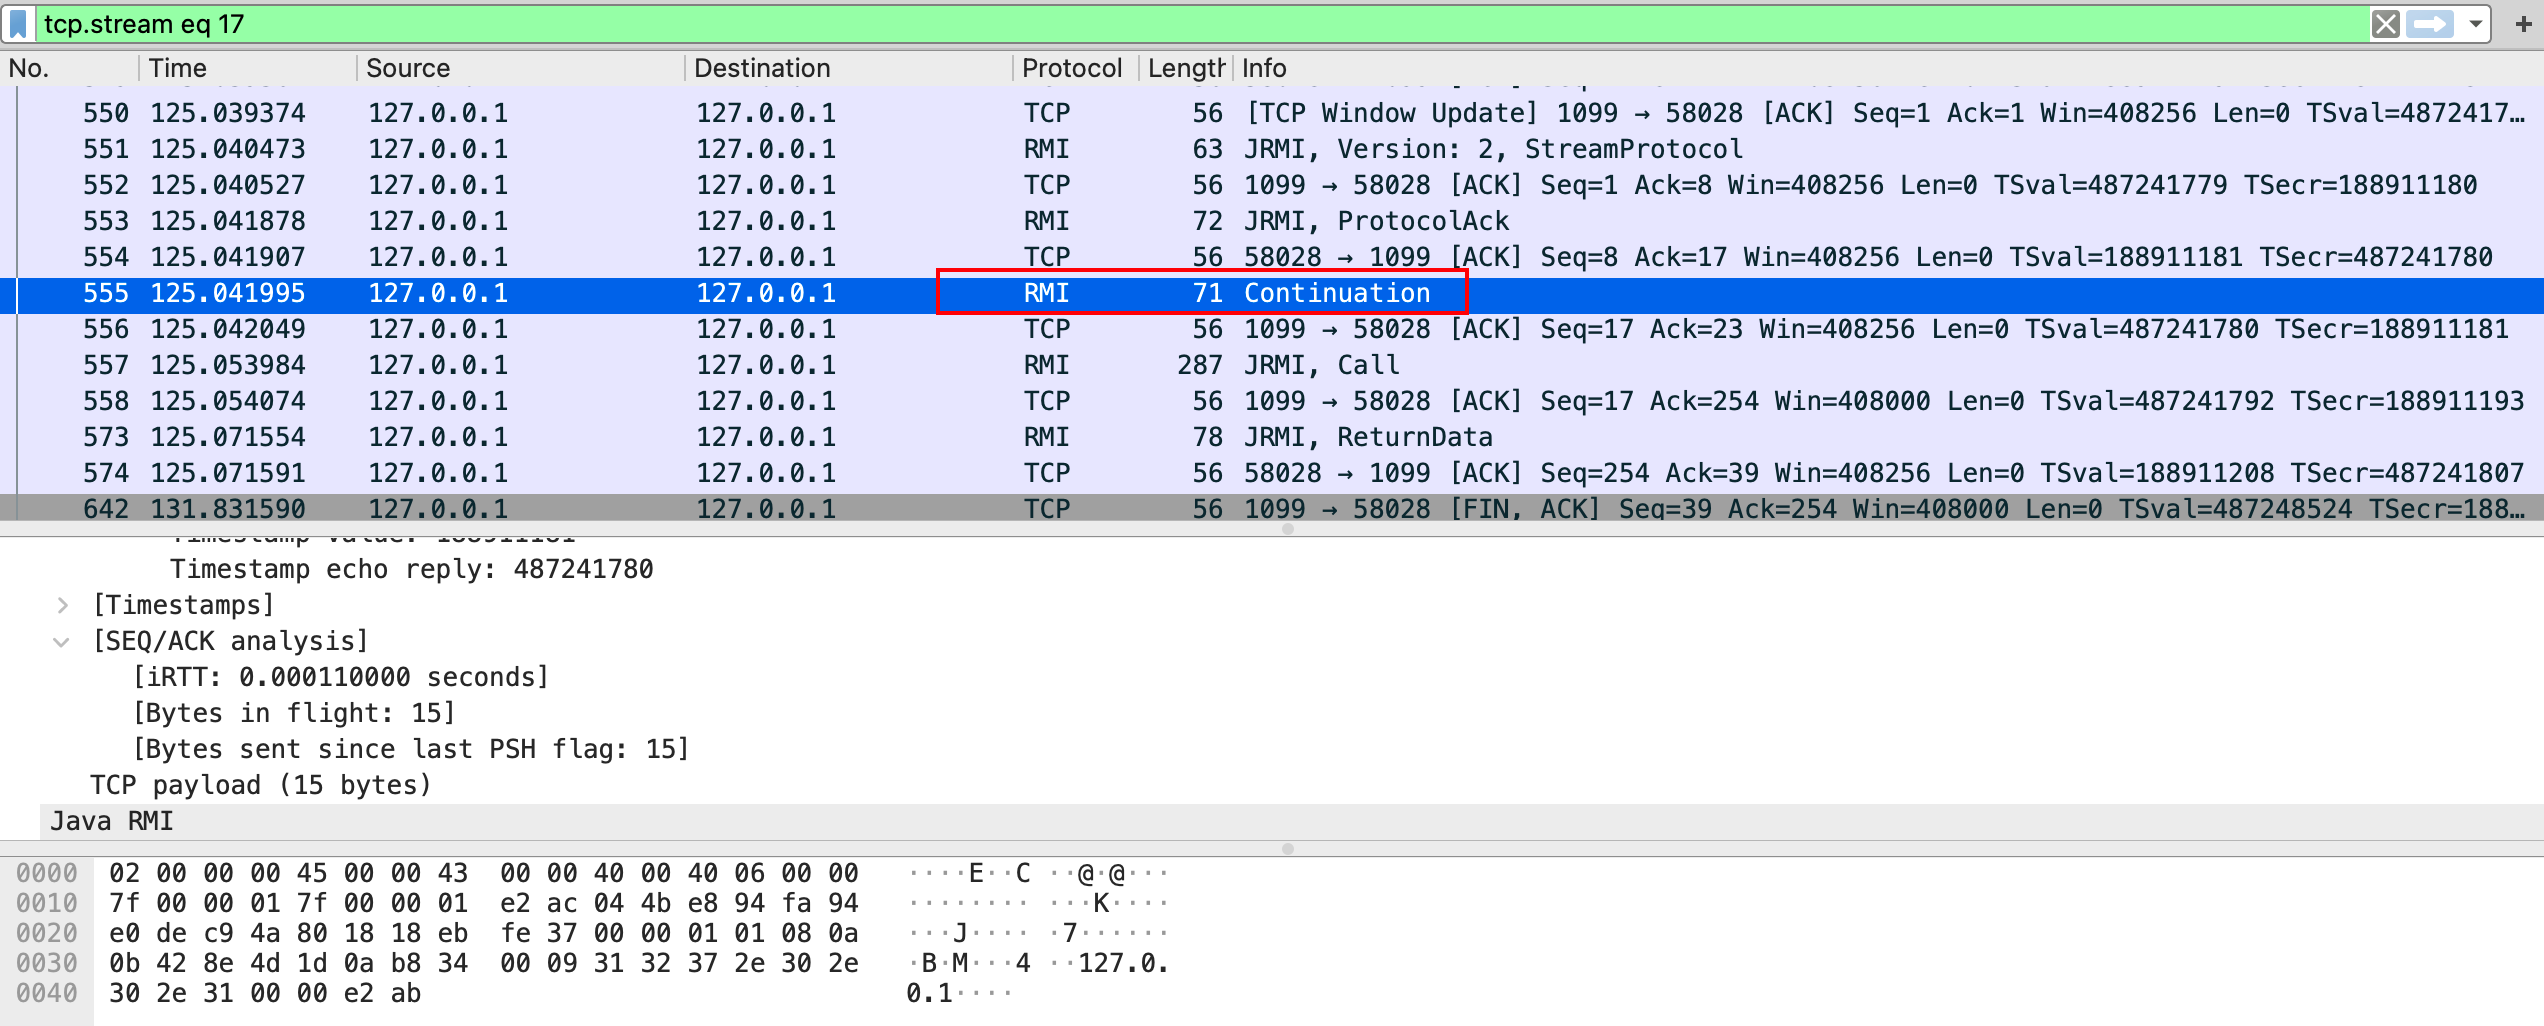 tcp.stream eq 17
No. Time Source Destination Protocol Length Info
550 125.039374 127.0.0.1 127.0.0.1 TCP 56 [TCP Window Update] 1099 → 58028 [ACK] Seq=1 Ack=1 Win=408256 Len=0 TSval=4872417…
551 125.040473 127.0.0.1 127.0.0.1 RMI 63 JRMI, Version: 2, StreamProtocol
552 125.040527 127.0.0.1 127.0.0.1 TCP 56 1099 → 58028 [ACK] Seq=1 Ack=8 Win=408256 Len=0 TSval=487241779 TSecr=188911180
553 125.041878 127.0.0.1 127.0.0.1 RMI 72 JRMI, ProtocolAck
554 125.041907 127.0.0.1 127.0.0.1 TCP 56 58028 → 1099 [ACK] Seq=8 Ack=17 Win=408256 Len=0 TSval=188911181 TSecr=487241780
555 125.041995 127.0.0.1 127.0.0.1 RMI 71 Continuation
556 125.042049 127.0.0.1 127.0.0.1 TCP 56 1099 → 58028 [ACK] Seq=17 Ack=23 Win=408256 Len=0 TSval=487241780 TSecr=188911181
557 125.053984 127.0.0.1 127.0.0.1 RMI 287 JRMI, Call
558 125.054074 127.0.0.1 127.0.0.1 TCP 56 1099 → 58028 [ACK] Seq=17 Ack=254 Win=408000 Len=0 TSval=487241792 TSecr=188911193
573 125.071554 127.0.0.1 127.0.0.1 RMI 78 JRMI, ReturnData
574 125.071591 127.0.0.1 127.0.0.1 TCP 56 58028 → 1099 [ACK] Seq=254 Ack=39 Win=408256 Len=0 TSval=188911208 TSecr=487241807
642 131.831590 127.0.0.1 127.0.0.1 TCP 56 1099 → 58028 [FIN, ACK] Seq=39 Ack=254 Win=408000 Len=0 TSval=487248524 TSecr=188…
Timestamp value: 188911181
Timestamp echo reply: 487241780
[Timestamps]
[SEQ/ACK analysis]
[iRTT: 0.000110000 seconds]
[Bytes in flight: 15]
[Bytes sent since last PSH flag: 15]
TCP payload (15 bytes)
Java RMI
0000 02 00 00 00 45 00 00 43 00 00 40 00 40 06 00 00 ····E··C ··@·@···
0010 7f 00 00 01 7f 00 00 01 e2 ac 04 4b e8 94 fa 94 ········ ···K····
0020 e0 de c9 4a 80 18 18 eb fe 37 00 00 01 01 08 0a ···J···· ·7······
0030 0b 42 8e 4d 1d 0a b8 34 00 09 31 32 37 2e 30 2e ·B·M···4 ··127.0.
0040 30 2e 31 00 00 e2 ab 0.1····